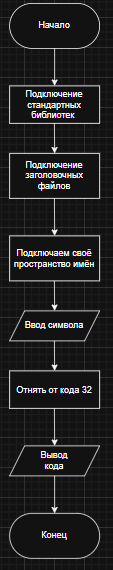 Начало
Подключение
стандартных
библиотек
Подключение
заголовочных
файлов
Подключаем своё
пространство имён
Ввод символа
Отнять от кода 32
Вывод
кода
Конец